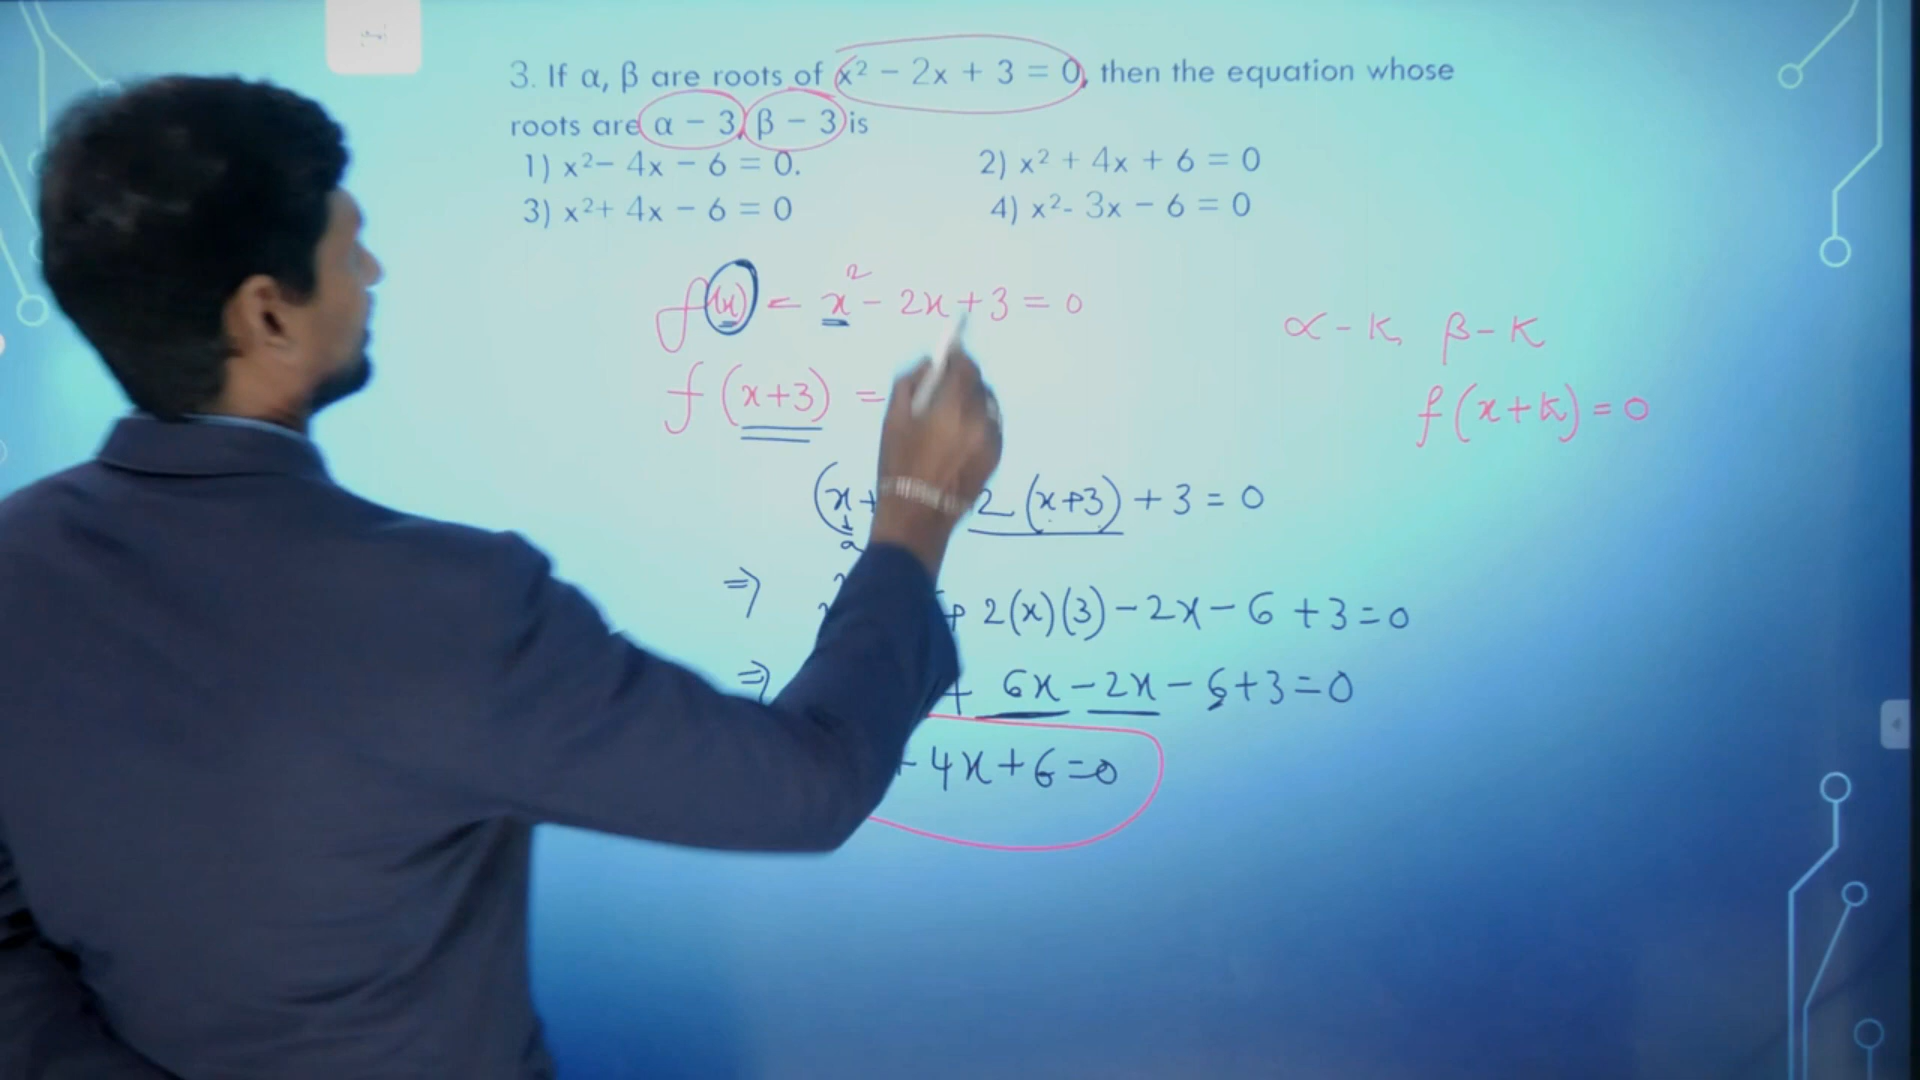 3. If α, β are roots of x² − 2x + 3 = 0, then the equation whose
roots are α − 3, β − 3 is
1) x²− 4x − 6 = 0.
2) x² + 4x + 6 = 0
3) x²+ 4x − 6 = 0
4) x²- 3x − 6 = 0
f(x) = x² - 2x + 3 = 0
α - K, β - K
f(x+3) =
f(x+k) = 0
(x+ 2(x+3) + 3 = 0
a
⇒ + 2(x)(3) - 2x - 6 + 3 = 0
⇒ + 6x - 2x - 6 + 3 = 0
4x + 6 = 0